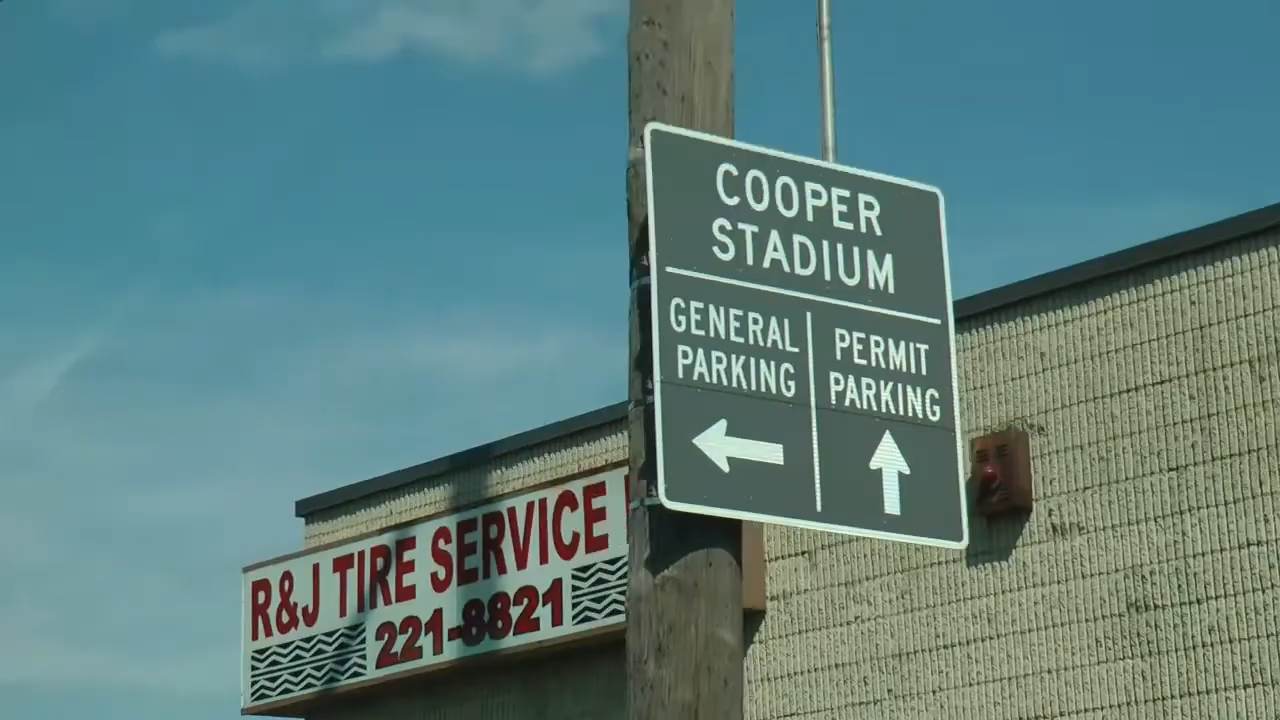 COOPER
STADIUM
GENERAL
PARKING
PERMIT
PARKING
R&J TIRE SERVICE
221-8821